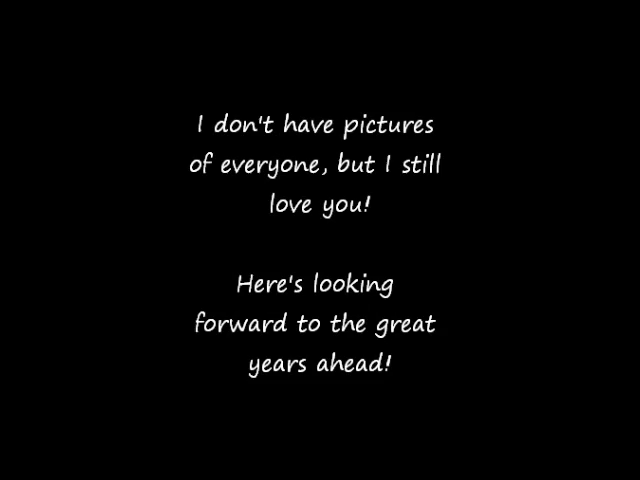 I don't have pictures
of everyone, but I still
love you!
Here's looking
forward to the great
years ahead!